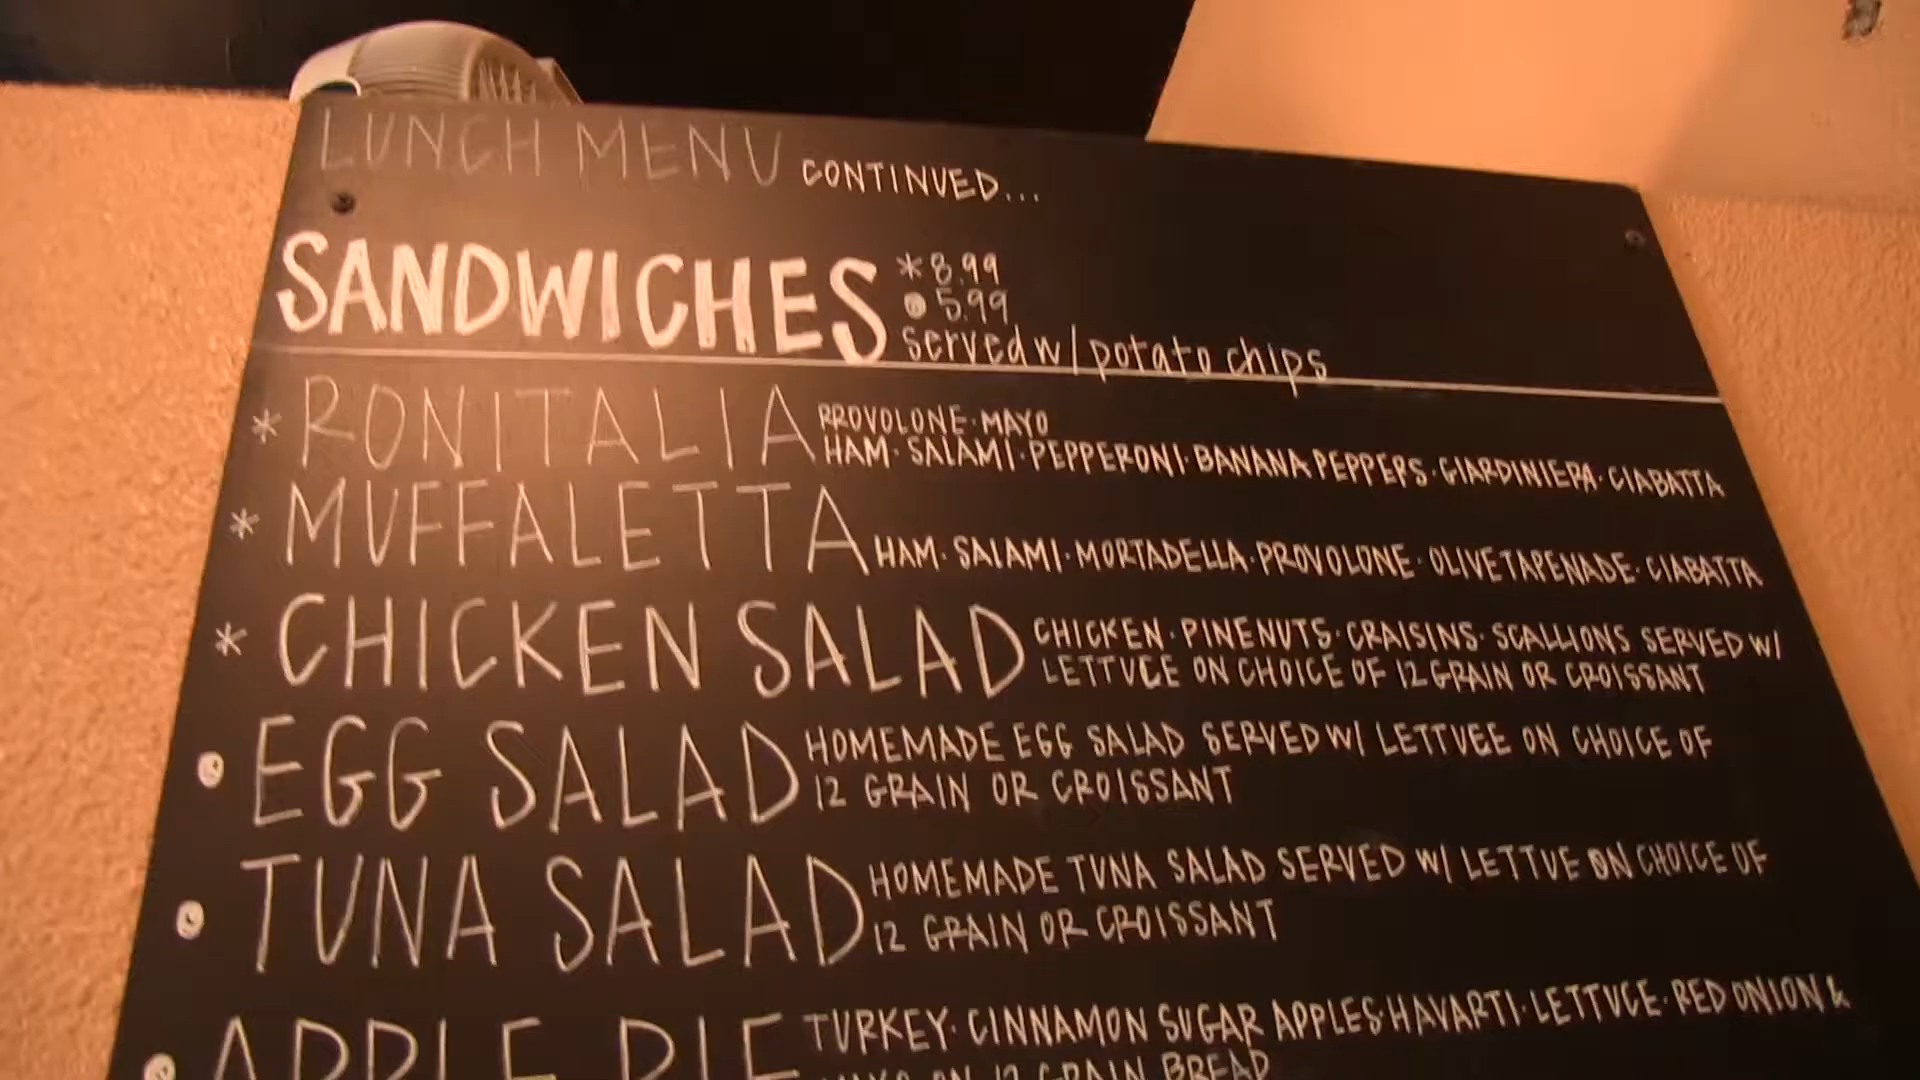 LUNCH MENU CONTINUED...
SANDWICHES
* 8.99
• 5.99
served w/ potato chips
* RONITALIA
PROVOLONE · MAYO
HAM · SALAMI · PEPPERONI · BANANA PEPPERS · GIARDINIERA · CIABATTA
* MUFFALETTA HAM · SALAMI · MORTADELLA · PROVOLONE · OLIVE TAPENADE · CIABATTA
* CHICKEN SALAD CHICKEN · PINENUTS · CRAISINS · SCALLIONS SERVED W/
LETTUCE ON CHOICE OF 12 GRAIN OR CROISSANT
• EGG SALAD HOMEMADE EGG SALAD SERVED W/ LETTUCE ON CHOICE OF
12 GRAIN OR CROISSANT
• TUNA SALAD HOMEMADE TUNA SALAD SERVED W/ LETTUE ON CHOICE OF
12 GRAIN OR CROISSANT
• APPLE PIE TURKEY · CINNAMON SUGAR APPLES · HAVARTI · LETTUCE · RED ONION &
MAYO ON 12 GRAIN BREAD